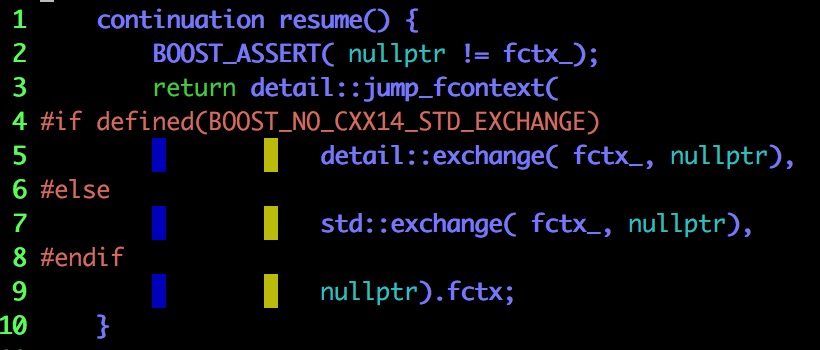 1     continuation resume() {
2         BOOST_ASSERT( nullptr != fctx_);
3         return detail::jump_fcontext(
4 #if defined(BOOST_NO_CXX14_STD_EXCHANGE)
5                     detail::exchange( fctx_, nullptr),
6 #else
7                     std::exchange( fctx_, nullptr),
8 #endif
9                     nullptr).fctx;
10     }